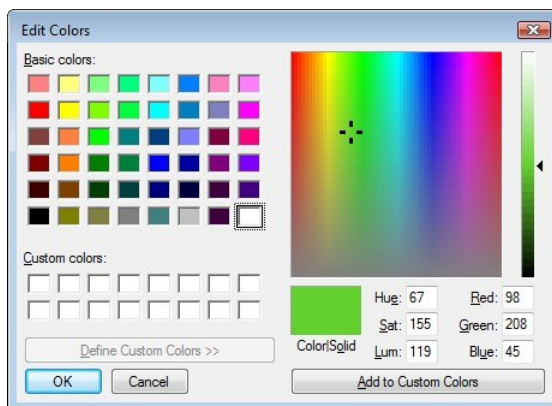 Edit Colors
Basic colors:
Custom colors:
Define Custom Colors >>
OK
Cancel
Color|Solid
Hue: 67
Sat: 155
Lum: 119
Red: 98
Green: 208
Blue: 45
Add to Custom Colors